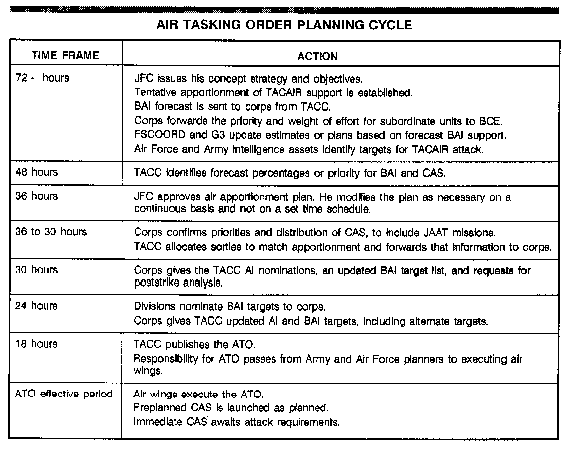 AIR TASKING ORDER PLANNING CYCLE
TIME FRAME
ACTION
72 - hours
JFC issues his concept strategy and objectives.
Tentative apportionment of TACAIR support is established.
BAI forecast is sent to corps from TACC.
Corps forwards the priority and weight of effort for subordinate units to BCE.
FSCOORD and G3 update estimates or plans based on forecast BAI support.
Air Force and Army intelligence assets identify targets for TACAIR attack.
48 hours
TACC identifies forecast percentages or priority for BAI and CAS.
36 hours
JFC approves air apportionment plan. He modifies the plan as necessary on a
continuous basis and not on a set time schedule.
36 to 30 hours
Corps confirms priorities and distribution of CAS, to include JAAT missions.
TACC allocates sorties to match apportionment and forwards that information to corps.
30 hours
Corps gives the TACC AI nominations, an updated BAI target list, and requests for
poststrike analysis.
24 hours
Divisions nominate BAI targets to corps.
Corps gives TACC updated AI and BAI targets, including alternate targets.
18 hours
TACC publishes the ATO.
Responsibility for ATO passes from Army and Air Force planners to executing air
wings.
ATO effective period
Air wings execute the ATO.
Preplanned CAS is launched as planned.
Immediate CAS awaits attack requirements.